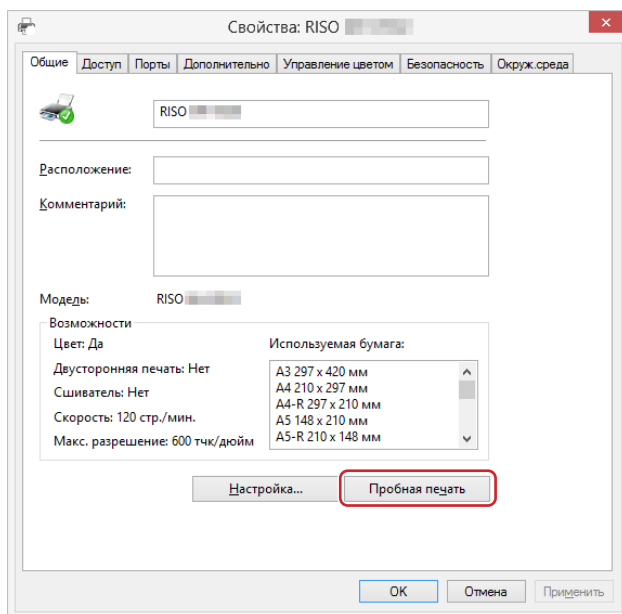 Свойства: RISO
Общие Доступ Порты Дополнительно Управление цветом Безопасность Окруж.среда
RISO
Расположение:
Комментарий:
Модель: RISO
Возможности
Цвет: Да
Используемая бумага:
Двусторонняя печать: Нет
Сшиватель: Нет
Скорость: 120 стр./мин.
Макс. разрешение: 600 тчк/дюйм
A3 297 x 420 мм
A4 210 x 297 мм
A4-R 297 x 210 мм
A5 148 x 210 мм
A5-R 210 x 148 мм
Настройка... Пробная печать
OK Отмена Применить